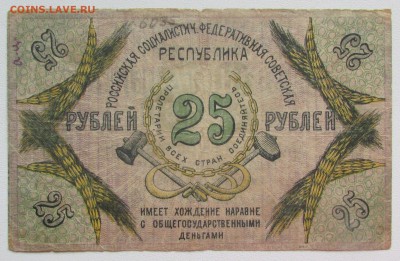 COINS.LAVE.RU
РОССИЙСКАЯ СОЦИАЛИСТИЧ. ФЕДЕРАТИВНАЯ СОВЕТСКАЯ
РЕСПУБЛИКА
25
25
ПРОЛЕТАРИИ ВСЕХ СТРАН СОЕДИНЯЙТЕСЬ
РУБЛЕЙ 25 РУБЛЕЙ
25
25
ИМЕЕТ ХОЖДЕНИЕ НАРАВНЕ
С ОБЩЕГОСУДАРСТВЕННЫМИ
ДЕНЬГАМИ